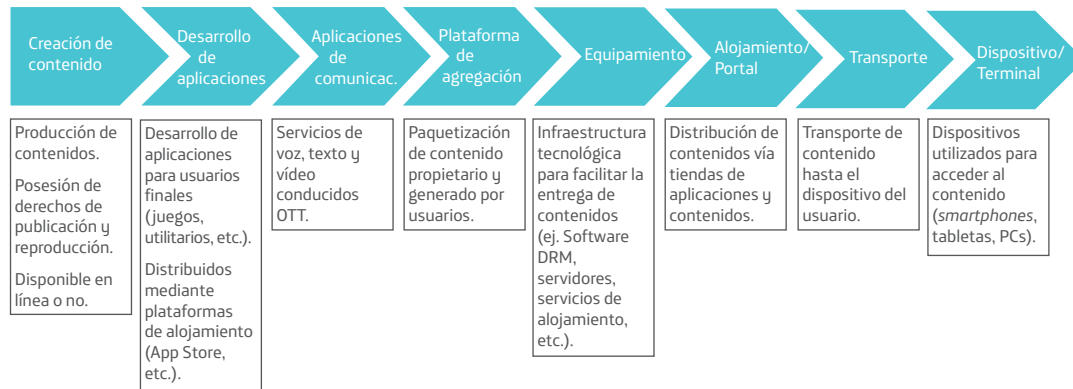 Creación de
contenido
Desarrollo
de
aplicaciones
Aplicaciones
de
comunicac.
Plataforma
de
agregación
Equipamiento
Alojamiento/
Portal
Transporte
Dispositivo/
Terminal
Producción de
contenidos.
Posesión de
derechos de
publicación y
reproducción.
Disponible en
línea o no.
Desarrollo de
aplicaciones
para usuarios
finales
(juegos,
utilitarios, etc.).
Distribuidos
mediante
plataformas
de alojamiento
(App Store,
etc.).
Servicios de
voz, texto y
vídeo
conducidos
OTT.
Paquetización
de contenido
propietario y
generado por
usuarios.
Infraestructura
tecnológica
para facilitar la
entrega de
contenidos
(ej. Software
DRM,
servidores,
servicios de
alojamiento,
etc.).
Distribución de
contenidos vía
tiendas de
aplicaciones y
contenidos.
Transporte de
contenido
hasta el
dispositivo del
usuario.
Dispositivos
utilizados para
acceder al
contenido
(smartphones,
tabletas, PCs).